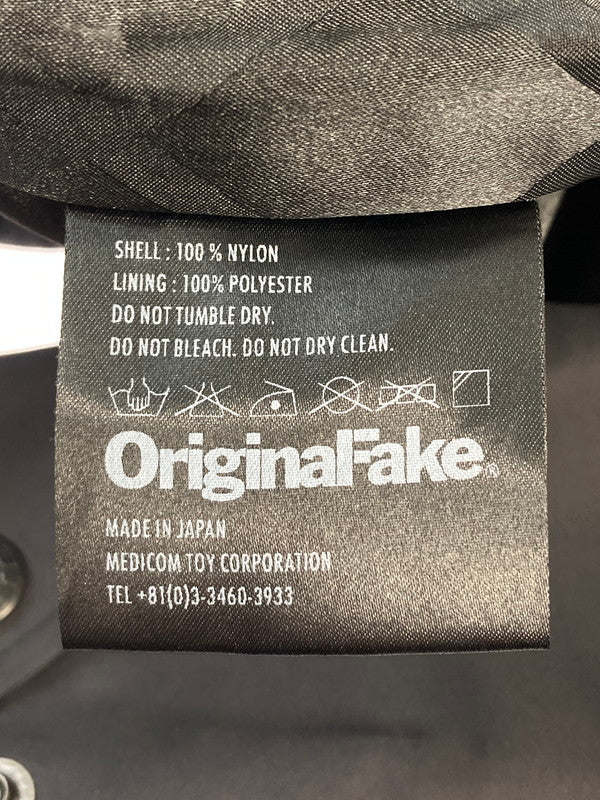 SHELL : 100 % NYLON
LINING : 100% POLYESTER
DO NOT TUMBLE DRY.
DO NOT BLEACH. DO NOT DRY CLEAN.
OriginalFake®
MADE IN JAPAN
MEDICOM TOY CORPORATION
TEL +81(0)3-3460-3933